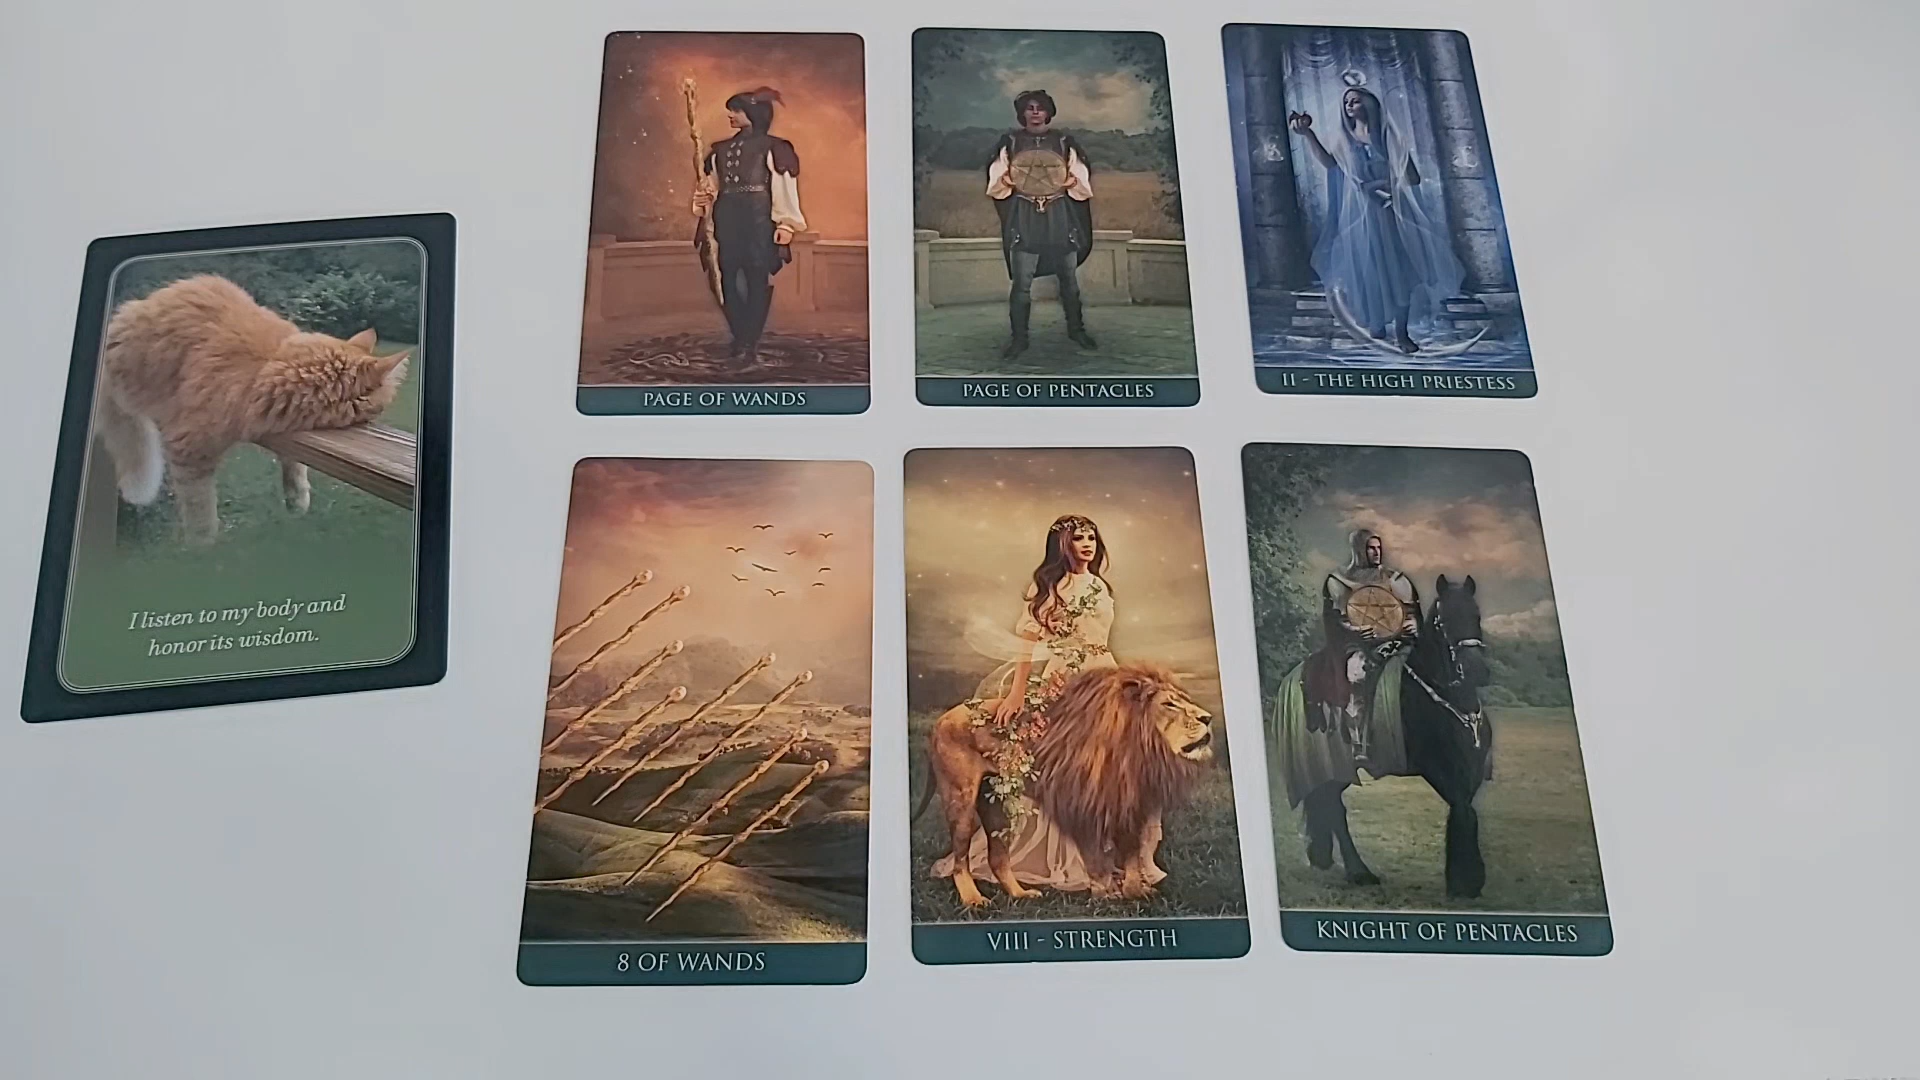 I listen to my body and
honor its wisdom.
PAGE OF WANDS
PAGE OF PENTACLES
II - THE HIGH PRIESTESS
8 OF WANDS
VIII - STRENGTH
KNIGHT OF PENTACLES